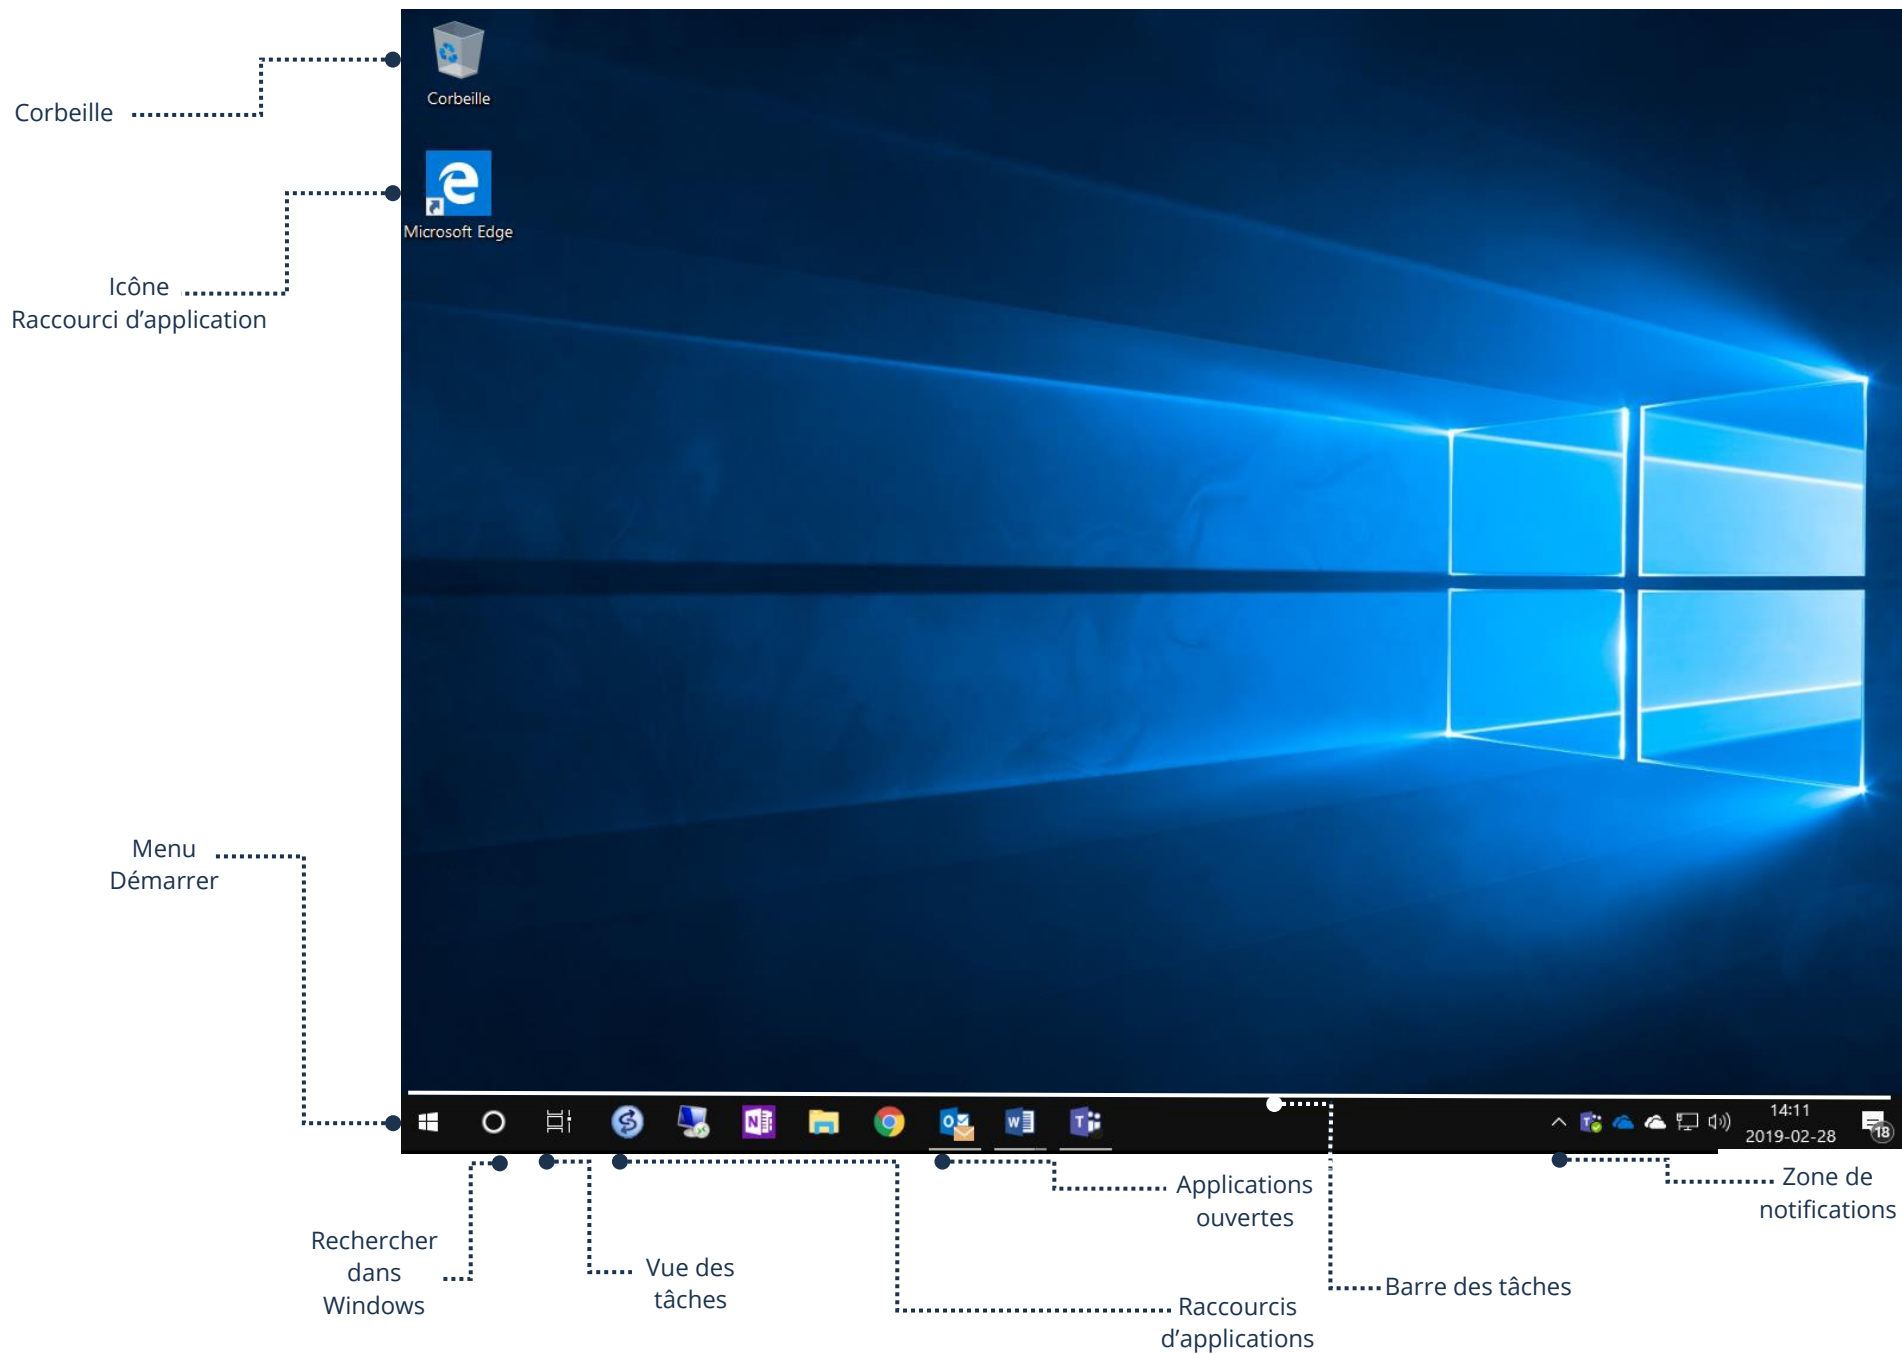 Corbeille
Corbeille
Microsoft Edge
Icône
Raccourci d'application
Menu
Démarrer
N
O
W
T
T
14:11
2019-02-28
18
Applications
ouvertes
Zone de
notifications
Rechercher
dans
Windows
Vue des
tâches
Barre des tâches
Raccourcis
d'applications